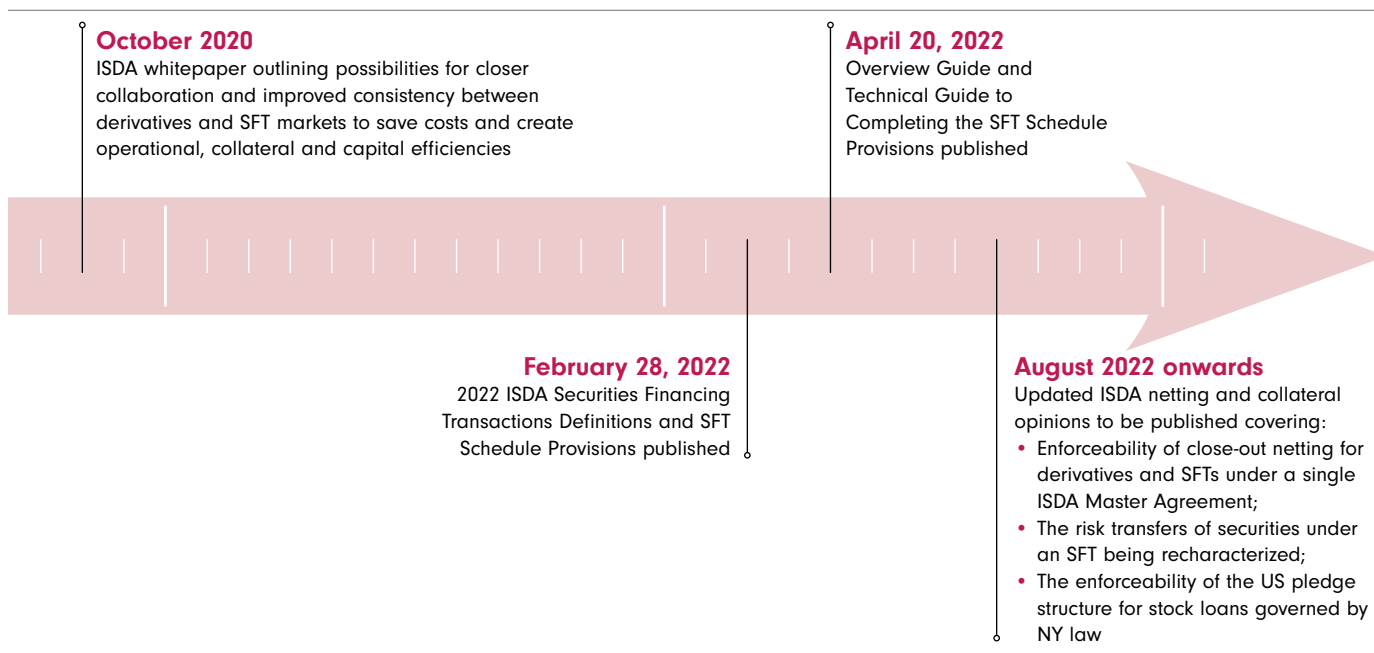 October 2020
ISDA whitepaper outlining possibilities for closer
collaboration and improved consistency between
derivatives and SFT markets to save costs and create
operational, collateral and capital efficiencies
April 20, 2022
Overview Guide and
Technical Guide to
Completing the SFT Schedule
Provisions published
February 28, 2022
2022 ISDA Securities Financing
Transactions Definitions and SFT
Schedule Provisions published
August 2022 onwards
Updated ISDA netting and collateral
opinions to be published covering:
• Enforceability of close-out netting for
derivatives and SFTs under a single
ISDA Master Agreement;
• The risk transfers of securities under
an SFT being recharacterized;
• The enforceability of the US pledge
structure for stock loans governed by
NY law